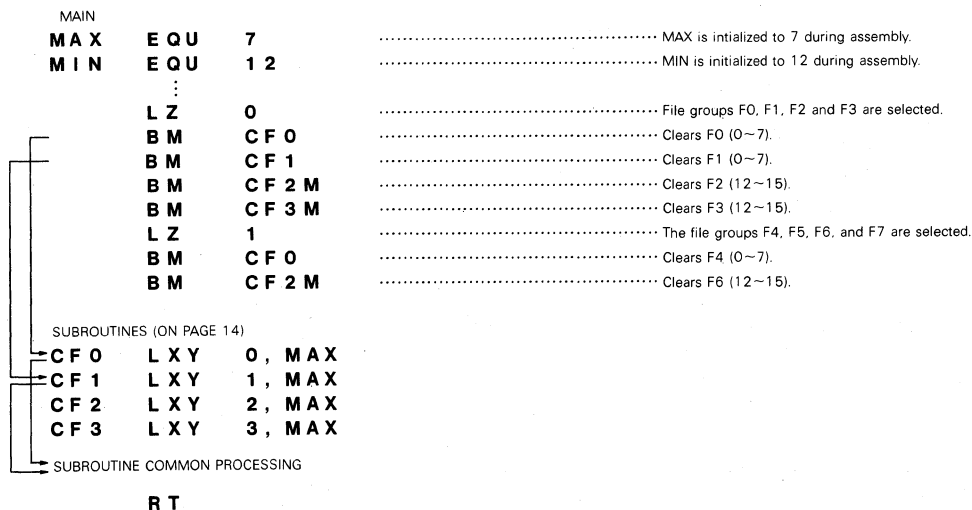 MAIN
MAX EQU 7 ........ MAX is intialized to 7 during assembly.
MIN EQU 12 ........ MIN is initialized to 12 during assembly.
⋮
LZ 0 ........ File groups F0, F1, F2 and F3 are selected.
BM CF0 ........ Clears F0 (0~7).
BM CF1 ........ Clears F1 (0~7).
BM CF2M ........ Clears F2 (12~15).
BM CF3M ........ Clears F3 (12~15).
LZ 1 ........ The file groups F4, F5, F6, and F7 are selected.
BM CF0 ........ Clears F4 (0~7).
BM CF2M ........ Clears F6 (12~15).
SUBROUTINES (ON PAGE 14)
CF0 LXY 0, MAX
CF1 LXY 1, MAX
CF2 LXY 2, MAX
CF3 LXY 3, MAX
SUBROUTINE COMMON PROCESSING
RT